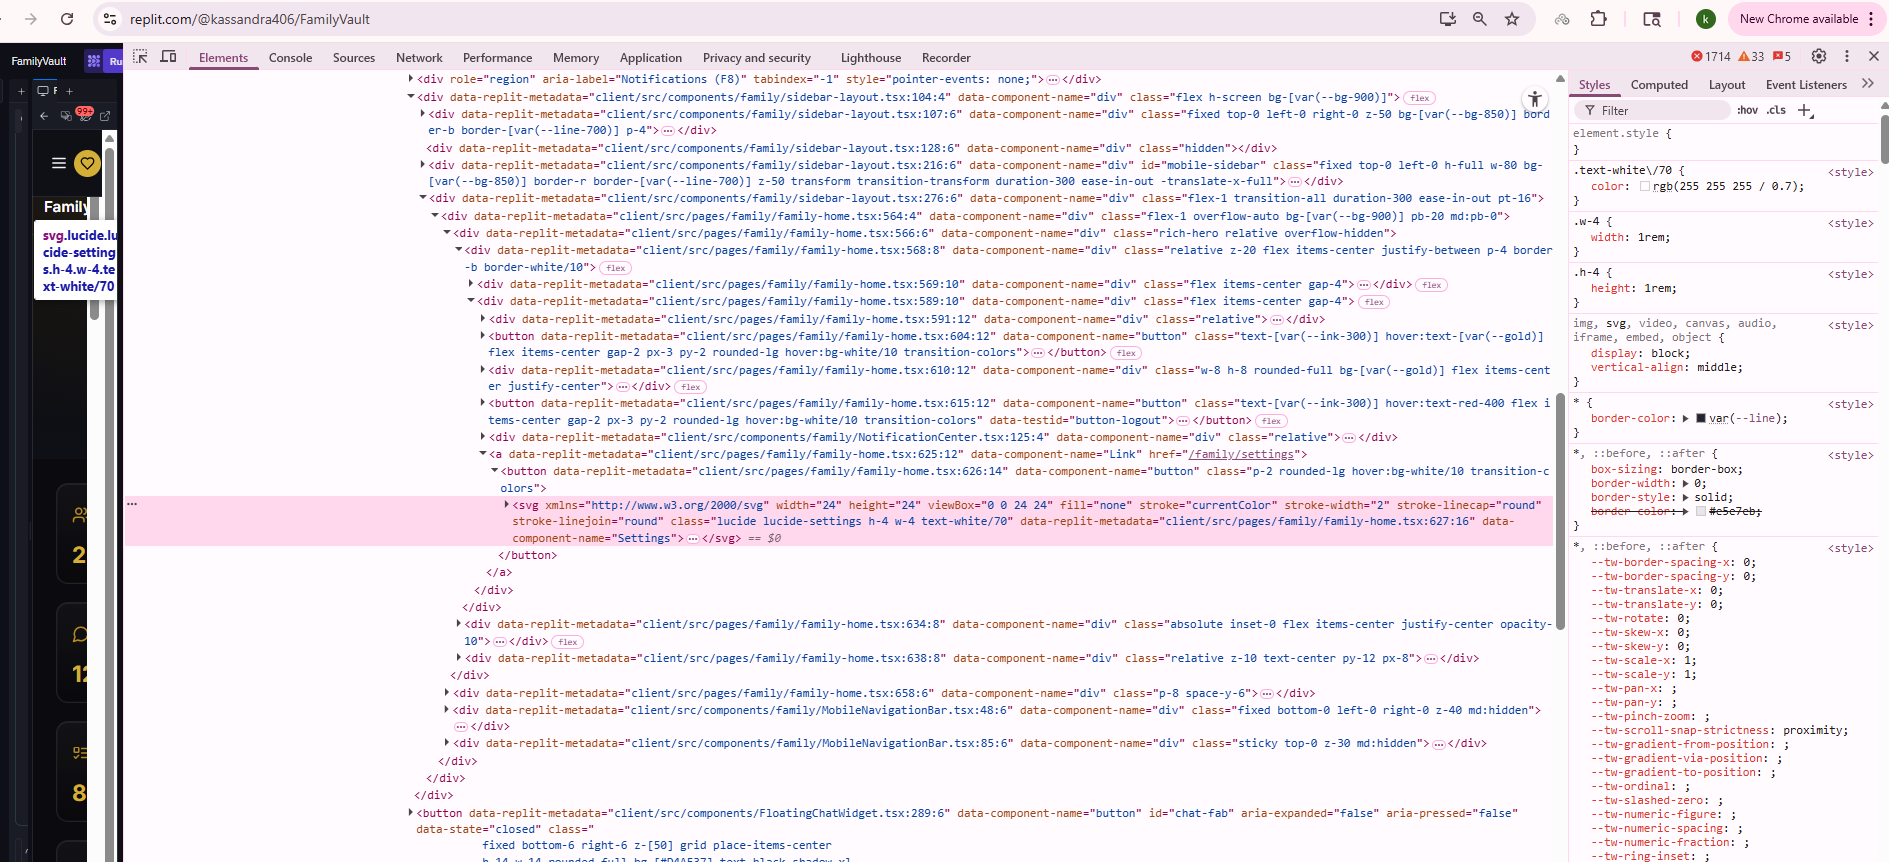 replit.com/@kassandra406/FamilyVault
k
New Chrome available
FamilyVault
Ru
Elements
Console
Sources
Network
Performance
Memory
Application
Privacy and security
Lighthouse
Recorder
1714
33
5
F
99+
Family
svg.lucide.lu
cide-setting
s.h-4.w-4.te
xt-white/70
2
12
8
<div role="region" aria-label="Notifications (F8)" tabindex="-1" style="pointer-events: none;">…</div>
<div data-replit-metadata="client/src/components/family/sidebar-layout.tsx:104:4" data-component-name="div" class="flex h-screen bg-[var(--bg-900)]"> flex
<div data-replit-metadata="client/src/components/family/sidebar-layout.tsx:107:6" data-component-name="div" class="fixed top-0 left-0 right-0 z-50 bg-[var(--bg-850)] bord
er-b border-[var(--line-700)] p-4">…</div>
<div data-replit-metadata="client/src/components/family/sidebar-layout.tsx:128:6" data-component-name="div" class="hidden"></div>
<div data-replit-metadata="client/src/components/family/sidebar-layout.tsx:216:6" data-component-name="div" id="mobile-sidebar" class="fixed top-0 left-0 h-full w-80 bg-
[var(--bg-850)] border-r border-[var(--line-700)] z-50 transform transition-transform duration-300 ease-in-out -translate-x-full">…</div>
<div data-replit-metadata="client/src/components/family/sidebar-layout.tsx:276:6" data-component-name="div" class="flex-1 transition-all duration-300 ease-in-out pt-16">
<div data-replit-metadata="client/src/pages/family/family-home.tsx:564:4" data-component-name="div" class="flex-1 overflow-auto bg-[var(--bg-900)] pb-20 md:pb-0">
<div data-replit-metadata="client/src/pages/family/family-home.tsx:566:6" data-component-name="div" class="rich-hero relative overflow-hidden">
<div data-replit-metadata="client/src/pages/family/family-home.tsx:568:8" data-component-name="div" class="relative z-20 flex items-center justify-between p-4 border
-b border-white/10"> flex
<div data-replit-metadata="client/src/pages/family/family-home.tsx:569:10" data-component-name="div" class="flex items-center gap-4">…</div> flex
<div data-replit-metadata="client/src/pages/family/family-home.tsx:589:10" data-component-name="div" class="flex items-center gap-4"> flex
<div data-replit-metadata="client/src/pages/family/family-home.tsx:591:12" data-component-name="div" class="relative">…</div>
<button data-replit-metadata="client/src/pages/family/family-home.tsx:604:12" data-component-name="button" class="text-[var(--ink-300)] hover:text-[var(--gold)]
flex items-center gap-2 px-3 py-2 rounded-lg hover:bg-white/10 transition-colors">…</button> flex
<div data-replit-metadata="client/src/pages/family/family-home.tsx:610:12" data-component-name="div" class="w-8 h-8 rounded-full bg-[var(--gold)] flex items-cent
er justify-center">…</div> flex
<button data-replit-metadata="client/src/pages/family/family-home.tsx:615:12" data-component-name="button" class="text-[var(--ink-300)] hover:text-red-400 flex i
tems-center gap-2 px-3 py-2 rounded-lg hover:bg-white/10 transition-colors" data-testid="button-logout">…</button> flex
<div data-replit-metadata="client/src/components/family/NotificationCenter.tsx:125:4" data-component-name="div" class="relative">…</div>
<a data-replit-metadata="client/src/pages/family/family-home.tsx:625:12" data-component-name="Link" href="/family/settings">
<button data-replit-metadata="client/src/pages/family/family-home.tsx:626:14" data-component-name="button" class="p-2 rounded-lg hover:bg-white/10 transition-c
olors">
<svg xmlns="http://www.w3.org/2000/svg" width="24" height="24" viewBox="0 0 24 24" fill="none" stroke="currentColor" stroke-width="2" stroke-linecap="round"
stroke-linejoin="round" class="lucide lucide-settings h-4 w-4 text-white/70" data-replit-metadata="client/src/pages/family/family-home.tsx:627:16" data-
component-name="Settings">…</svg> == $0
</button>
</a>
</div>
</div>
<div data-replit-metadata="client/src/pages/family/family-home.tsx:634:8" data-component-name="div" class="absolute inset-0 flex items-center justify-center opacity-
10">…</div> flex
<div data-replit-metadata="client/src/pages/family/family-home.tsx:638:8" data-component-name="div" class="relative z-10 text-center py-12 px-8">…</div>
</div>
<div data-replit-metadata="client/src/pages/family/family-home.tsx:658:6" data-component-name="div" class="p-8 space-y-6">…</div>
<div data-replit-metadata="client/src/components/family/MobileNavigationBar.tsx:48:6" data-component-name="div" class="fixed bottom-0 left-0 right-0 z-40 md:hidden">
…</div>
<div data-replit-metadata="client/src/components/family/MobileNavigationBar.tsx:85:6" data-component-name="div" class="sticky top-0 z-30 md:hidden">…</div>
</div>
</div>
</div>
<button data-replit-metadata="client/src/components/FloatingChatWidget.tsx:289:6" data-component-name="button" id="chat-fab" aria-expanded="false" aria-pressed="false"
data-state="closed" class="
fixed bottom-6 right-6 z-[50] grid place-items-center
h-14 w-14 rounded-full bg-[#D4AF37] text-black shadow-xl
Styles
Computed
Layout
Event Listeners
Filter
:hov
.cls
element.style {
}
.text-white\/70 { <style>
color: rgb(255 255 255 / 0.7);
}
.w-4 { <style>
width: 1rem;
}
.h-4 { <style>
height: 1rem;
}
img, svg, video, canvas, audio, <style>
iframe, embed, object {
display: block;
vertical-align: middle;
}
* { <style>
border-color: var(--line);
}
*, ::before, ::after { <style>
box-sizing: border-box;
border-width: 0;
border-style: solid;
border-color: #e5e7eb;
}
*, ::before, ::after { <style>
--tw-border-spacing-x: 0;
--tw-border-spacing-y: 0;
--tw-translate-x: 0;
--tw-translate-y: 0;
--tw-rotate: 0;
--tw-skew-x: 0;
--tw-skew-y: 0;
--tw-scale-x: 1;
--tw-scale-y: 1;
--tw-pan-x: ;
--tw-pan-y: ;
--tw-pinch-zoom: ;
--tw-scroll-snap-strictness: proximity;
--tw-gradient-from-position: ;
--tw-gradient-via-position: ;
--tw-gradient-to-position: ;
--tw-ordinal: ;
--tw-slashed-zero: ;
--tw-numeric-figure: ;
--tw-numeric-spacing: ;
--tw-numeric-fraction: ;
--tw-ring-inset: ;